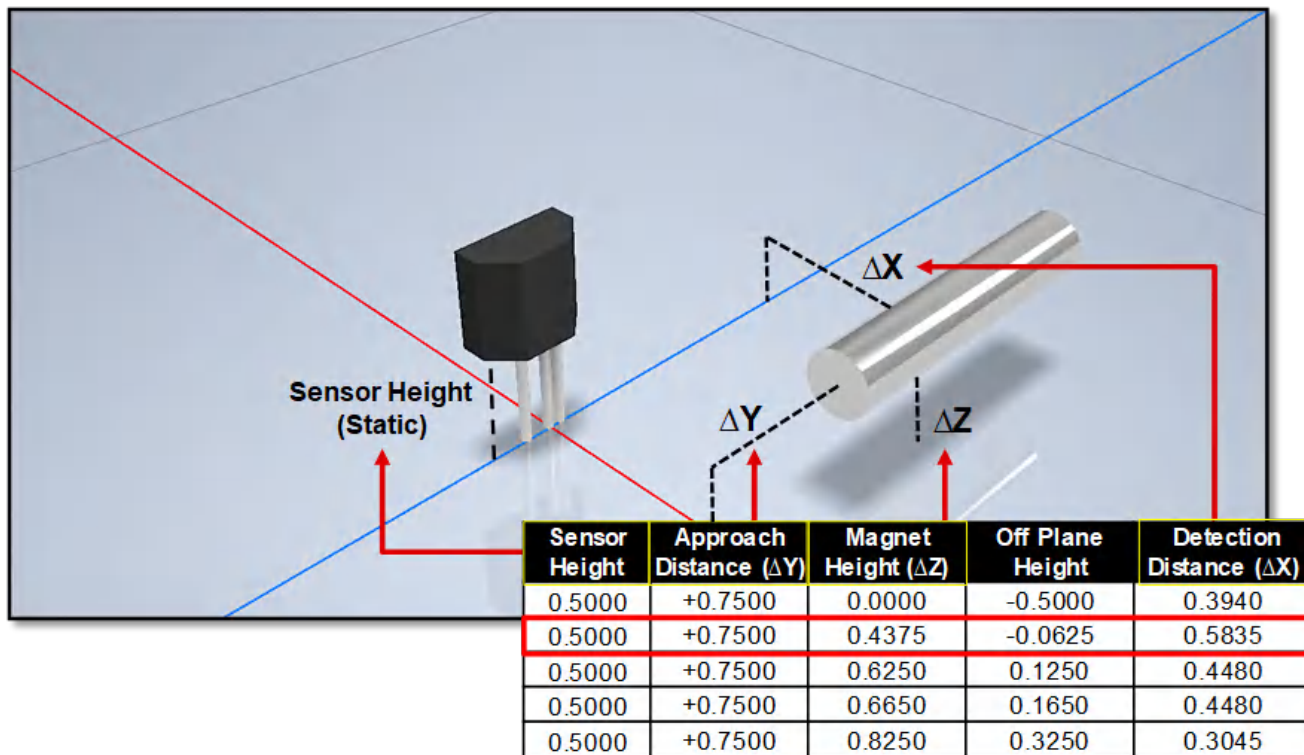 ΔX
Sensor Height
(Static)
ΔY
ΔZ
Sensor Height | Approach Distance (ΔY) | Magnet Height (ΔZ) | Off Plane Height | Detection Distance (ΔX)
0.5000 | +0.7500 | 0.0000 | -0.5000 | 0.3940
0.5000 | +0.7500 | 0.4375 | -0.0625 | 0.5835
0.5000 | +0.7500 | 0.6250 | 0.1250 | 0.4480
0.5000 | +0.7500 | 0.6650 | 0.1650 | 0.4480
0.5000 | +0.7500 | 0.8250 | 0.3250 | 0.3045